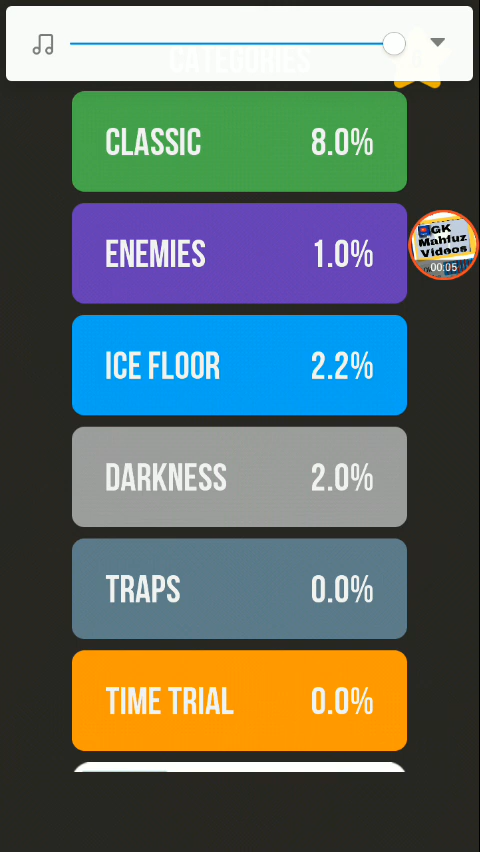 CATEGORIES
CLASSIC 8.0%
ENEMIES 1.0%
GK
Mahfuz
Videos
00:05
ICE FLOOR 2.2%
DARKNESS 2.0%
TRAPS 0.0%
TIME TRIAL 0.0%